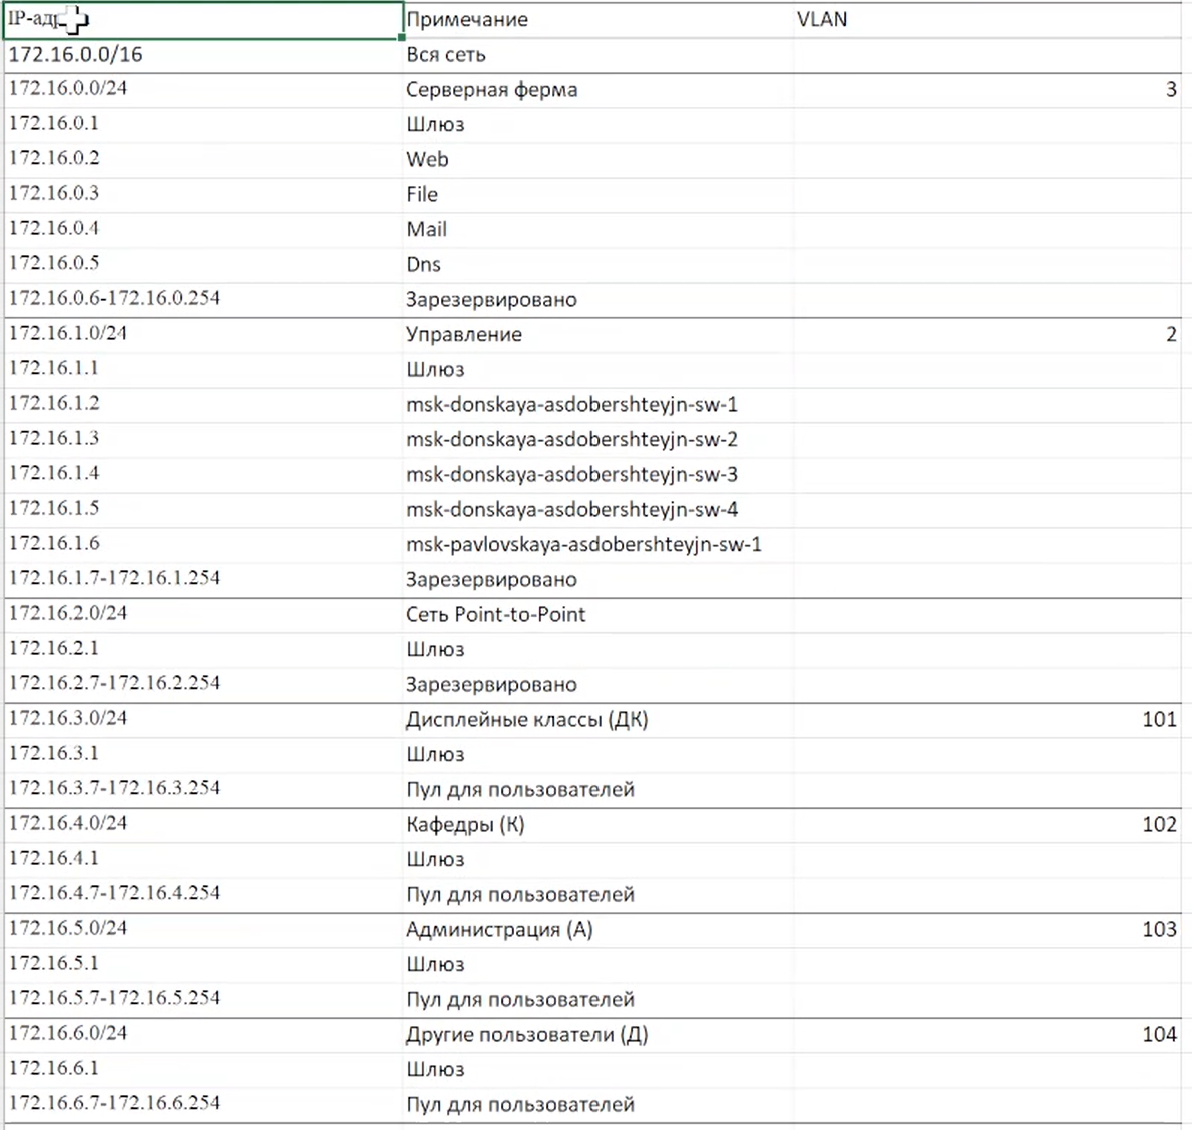 Примечание VLAN
172.16.0.0/16 Вся сеть
172.16.0.0/24 Серверная ферма 3
172.16.0.1 Шлюз
172.16.0.2 Web
172.16.0.3 File
172.16.0.4 Mail
172.16.0.5 Dns
172.16.0.6-172.16.0.254 Зарезервировано
172.16.1.0/24 Управление 2
172.16.1.1 Шлюз
172.16.1.2 msk-donskaya-asdobershteyjn-sw-1
172.16.1.3 msk-donskaya-asdobershteyjn-sw-2
172.16.1.4 msk-donskaya-asdobershteyjn-sw-3
172.16.1.5 msk-donskaya-asdobershteyjn-sw-4
172.16.1.6 msk-pavlovskaya-asdobershteyjn-sw-1
172.16.1.7-172.16.1.254 Зарезервировано
172.16.2.0/24 Сеть Point-to-Point
172.16.2.1 Шлюз
172.16.2.7-172.16.2.254 Зарезервировано
172.16.3.0/24 Дисплейные классы (ДК) 101
172.16.3.1 Шлюз
172.16.3.7-172.16.3.254 Пул для пользователей
172.16.4.0/24 Кафедры (К) 102
172.16.4.1 Шлюз
172.16.4.7-172.16.4.254 Пул для пользователей
172.16.5.0/24 Администрация (А) 103
172.16.5.1 Шлюз
172.16.5.7-172.16.5.254 Пул для пользователей
172.16.6.0/24 Другие пользователи (Д) 104
172.16.6.1 Шлюз
172.16.6.7-172.16.6.254 Пул для пользователей